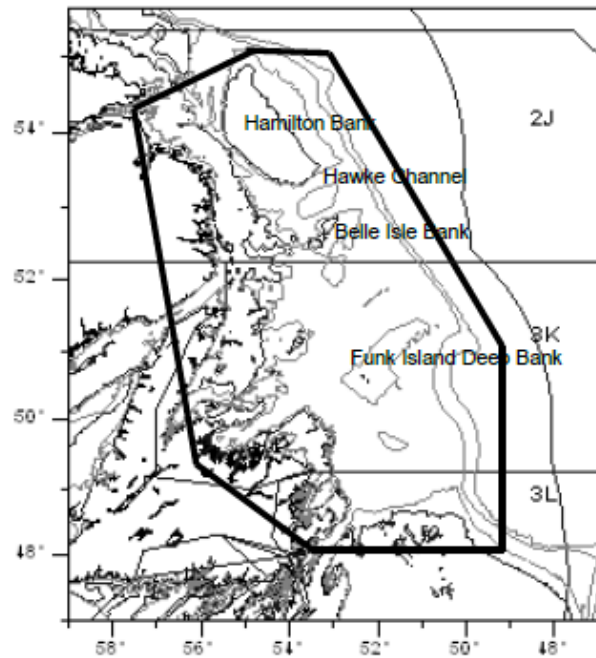 54°
2J
Hamilton Bank
Hawke Channel
Belle Isle Bank
52°
3K
Funk Island Deep Bank
50°
3L
48°
58° 56° 54° 52° 50° 48°